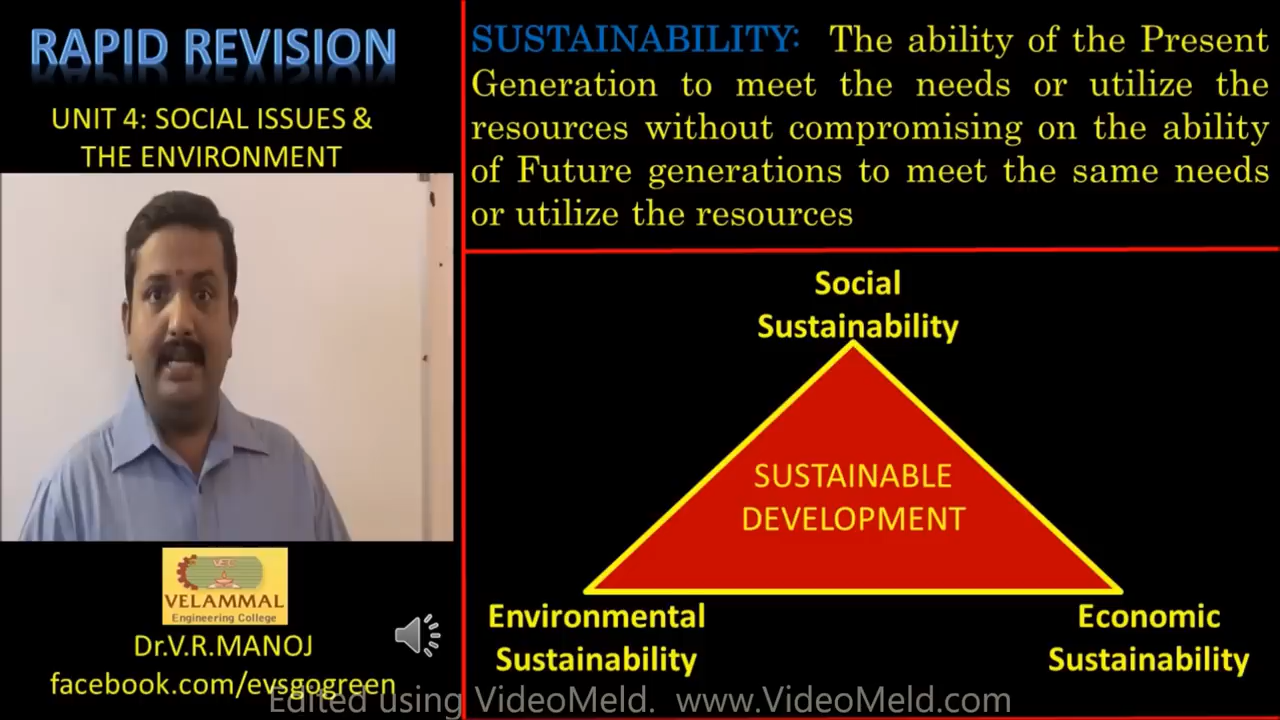 RAPID REVISION
UNIT 4: SOCIAL ISSUES &
THE ENVIRONMENT
VEC
VELAMMAL
Engineering College
Dr.V.R.MANOJ
facebook.com/evsgogreen
SUSTAINABILITY: The ability of the Present
Generation to meet the needs or utilize the
resources without compromising on the ability
of Future generations to meet the same needs
or utilize the resources
Social
Sustainability
SUSTAINABLE
DEVELOPMENT
Environmental
Sustainability
Economic
Sustainability
Edited using VideoMeld. www.VideoMeld.com